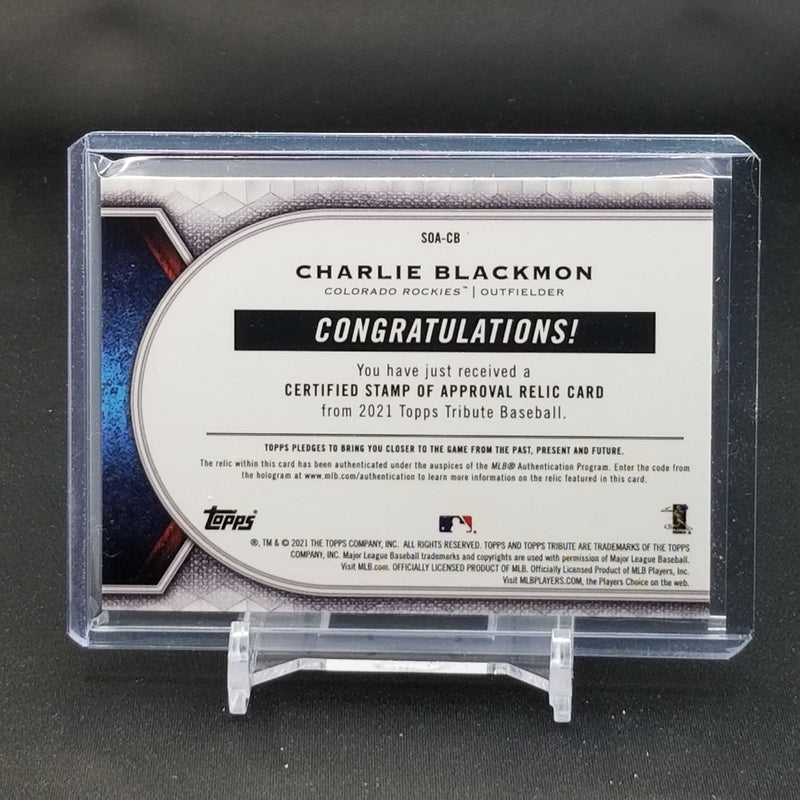 SOA-CB
CHARLIE BLACKMON
COLORADO ROCKIES™ | OUTFIELDER
CONGRATULATIONS!
You have just received a
CERTIFIED STAMP OF APPROVAL RELIC CARD
from 2021 Topps Tribute Baseball.
TOPPS PLEDGES TO BRING YOU CLOSER TO THE GAME FROM THE PAST, PRESENT AND FUTURE.
The relic within this card has been authenticated under the auspices of the MLB® Authentication Program. Enter the code from
the hologram at www.mlb.com/authentication to learn more information on the relic featured in this card.
Topps
®, TM & © 2021 THE TOPPS COMPANY, INC. ALL RIGHTS RESERVED. TOPPS AND TOPPS TRIBUTE ARE TRADEMARKS OF THE TOPPS
COMPANY, INC. Major League Baseball trademarks and copyrights are used with permission of Major League Baseball.
Visit MLB.com. OFFICIALLY LICENSED PRODUCT OF MLB. Officially Licensed Product of MLB Players, Inc.
Visit MLBPLAYERS.COM, the Players Choice on the web.